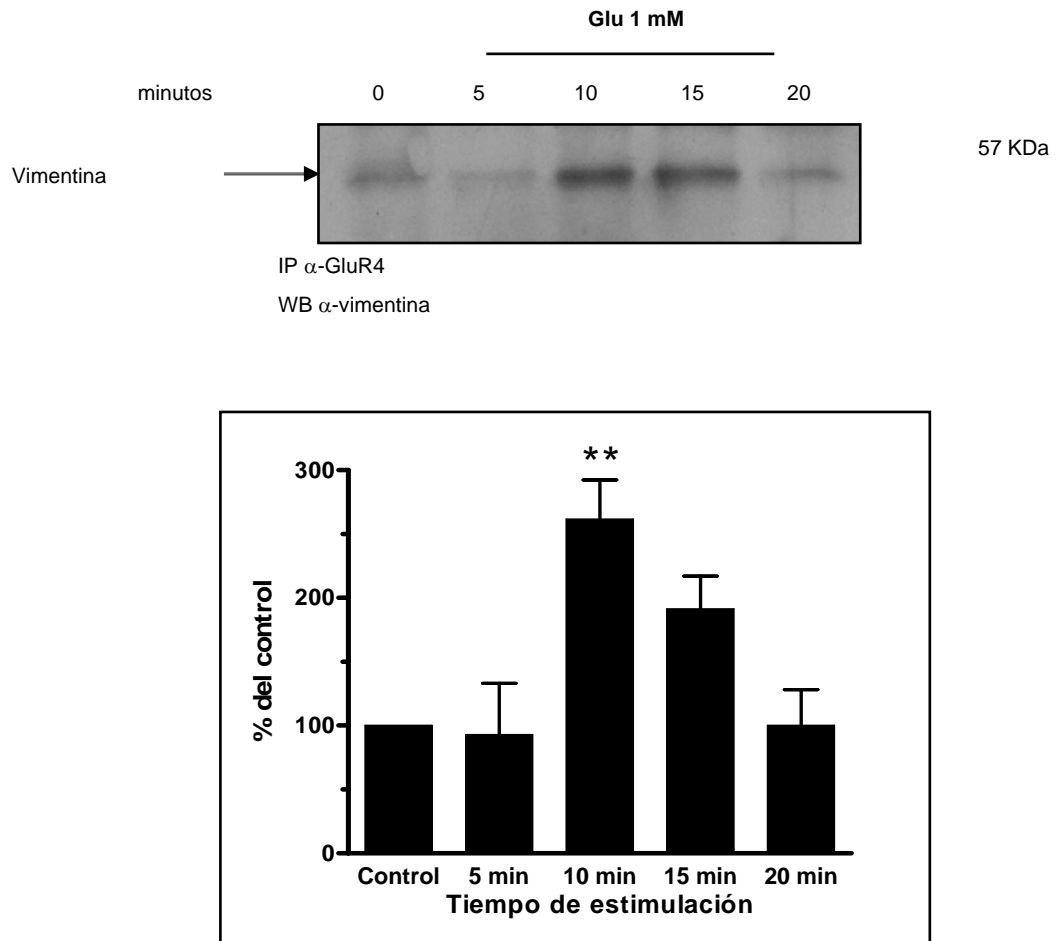 Glu 1 mM
minutos 0 5 10 15 20
57 KDa
Vimentina
IP α-GluR4
WB α-vimentina
**
300
200
100
0
% del control
Control 5 min 10 min 15 min 20 min
Tiempo de estimulación